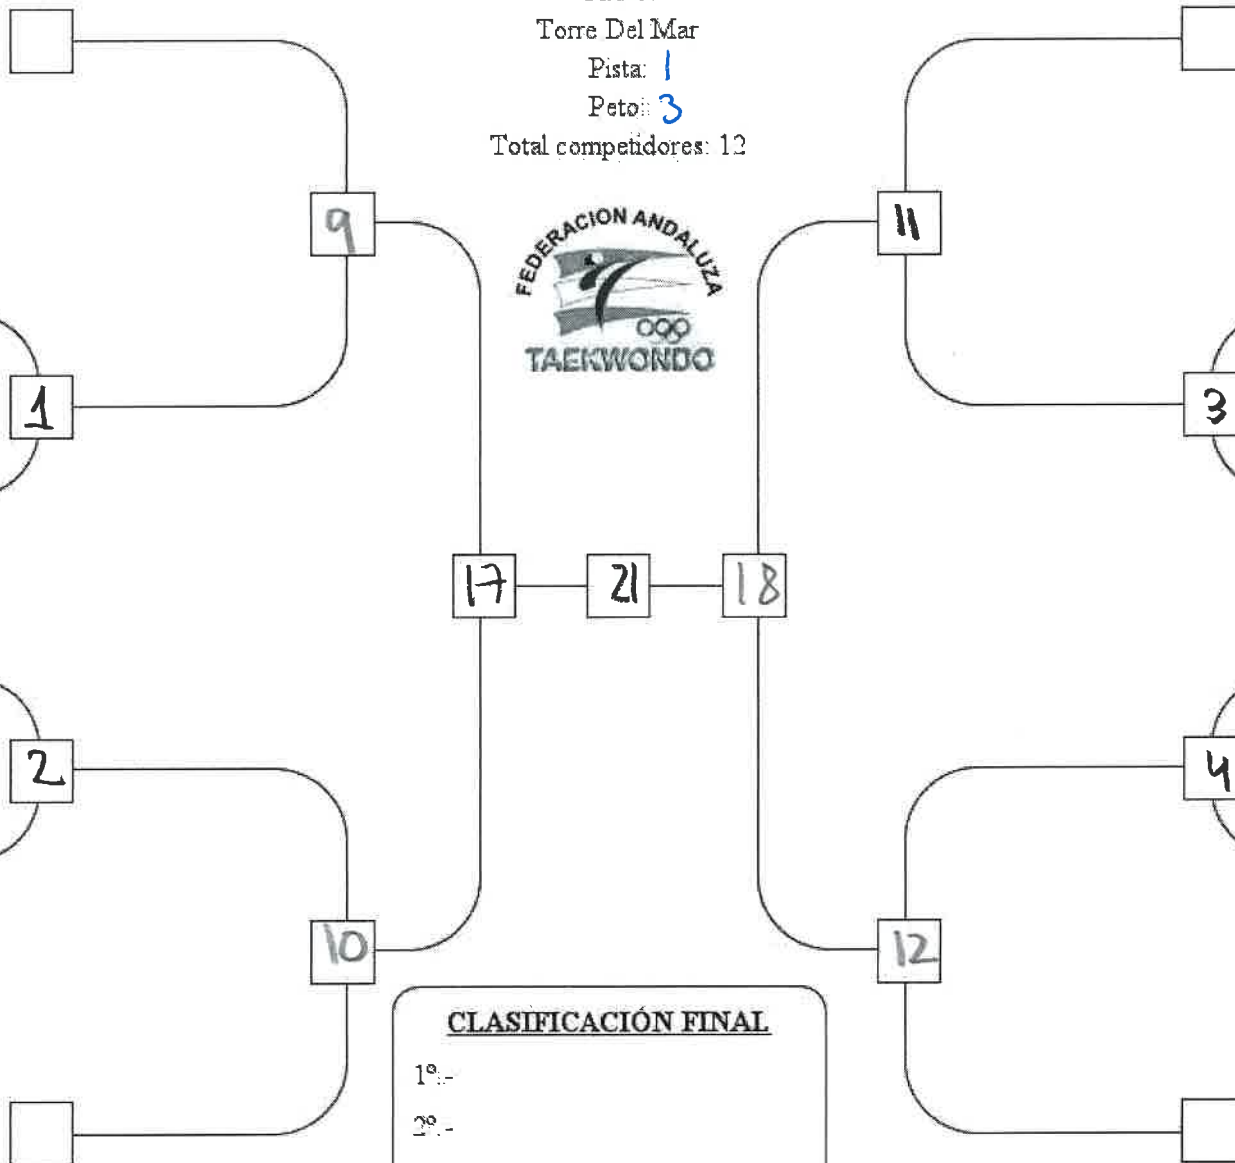 Torre Del Mar
Pista: 1
Peto: 3
Total competidores: 12
FEDERACION ANDALUZA
TAEKWONDO
9
11
1
3
17
21
18
2
4
10
12
CLASIFICACIÓN FINAL
1º.-
2º.-